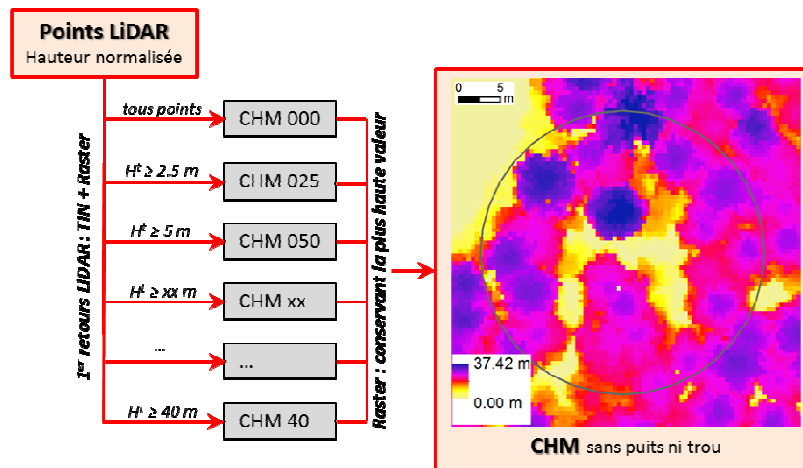 Points LiDAR
Hauteur normalisée
1er retours LiDAR : TIN + Raster
tous points
CHM 000
Ht ≥ 2.5 m
CHM 025
Ht ≥ 5 m
CHM 050
Ht ≥ xx m
CHM xx
...
...
Ht ≥ 40 m
CHM 40
Raster : conservant la plus haute valeur
0 5
m
37.42 m
0.00 m
CHM sans puits ni trou